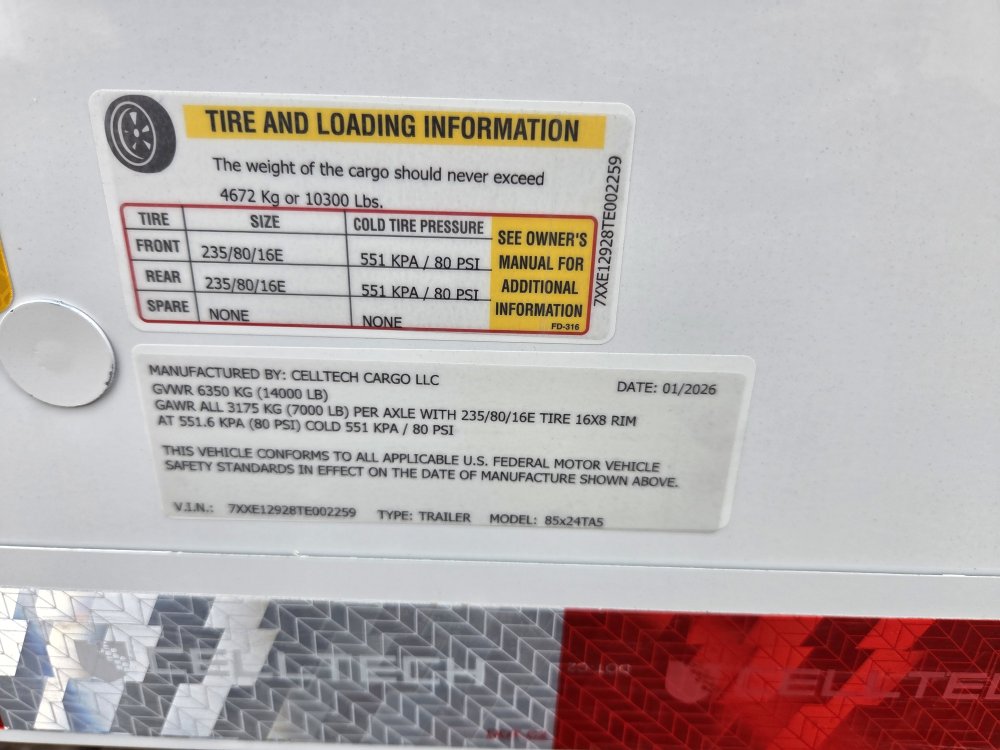 TIRE AND LOADING INFORMATION
The weight of the cargo should never exceed
4672 Kg or 10300 Lbs.
TIRE SIZE COLD TIRE PRESSURE
FRONT 235/80/16E 551 KPA / 80 PSI
REAR 235/80/16E 551 KPA / 80 PSI
SPARE NONE NONE
SEE OWNER'S
MANUAL FOR
ADDITIONAL
INFORMATION
FD-316
7XXE12928TE002259
MANUFACTURED BY: CELLTECH CARGO LLC DATE: 01/2026
GVWR 6350 KG (14000 LB)
GAWR ALL 3175 KG (7000 LB) PER AXLE WITH 235/80/16E TIRE 16X8 RIM
AT 551.6 KPA (80 PSI) COLD 551 KPA / 80 PSI
THIS VEHICLE CONFORMS TO ALL APPLICABLE U.S. FEDERAL MOTOR VEHICLE
SAFETY STANDARDS IN EFFECT ON THE DATE OF MANUFACTURE SHOWN ABOVE.
V.I.N.: 7XXE12928TE002259 TYPE: TRAILER MODEL: 85x24TA5
CELLTECH CELLTE